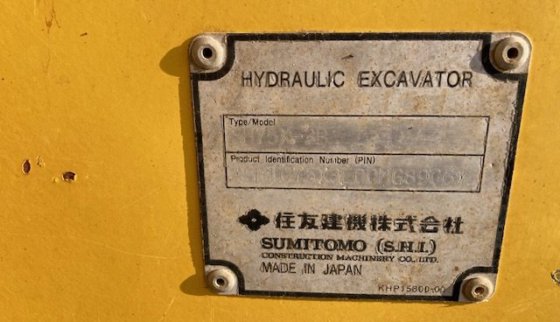 HYDRAULIC EXCAVATOR
Type/Model
Product Identification Number (PIN)
住友建機株式会社
SUMITOMO (S.H.I.)
CONSTRUCTION MACHINERY CO., LTD.
MADE IN JAPAN
KHP15800-00